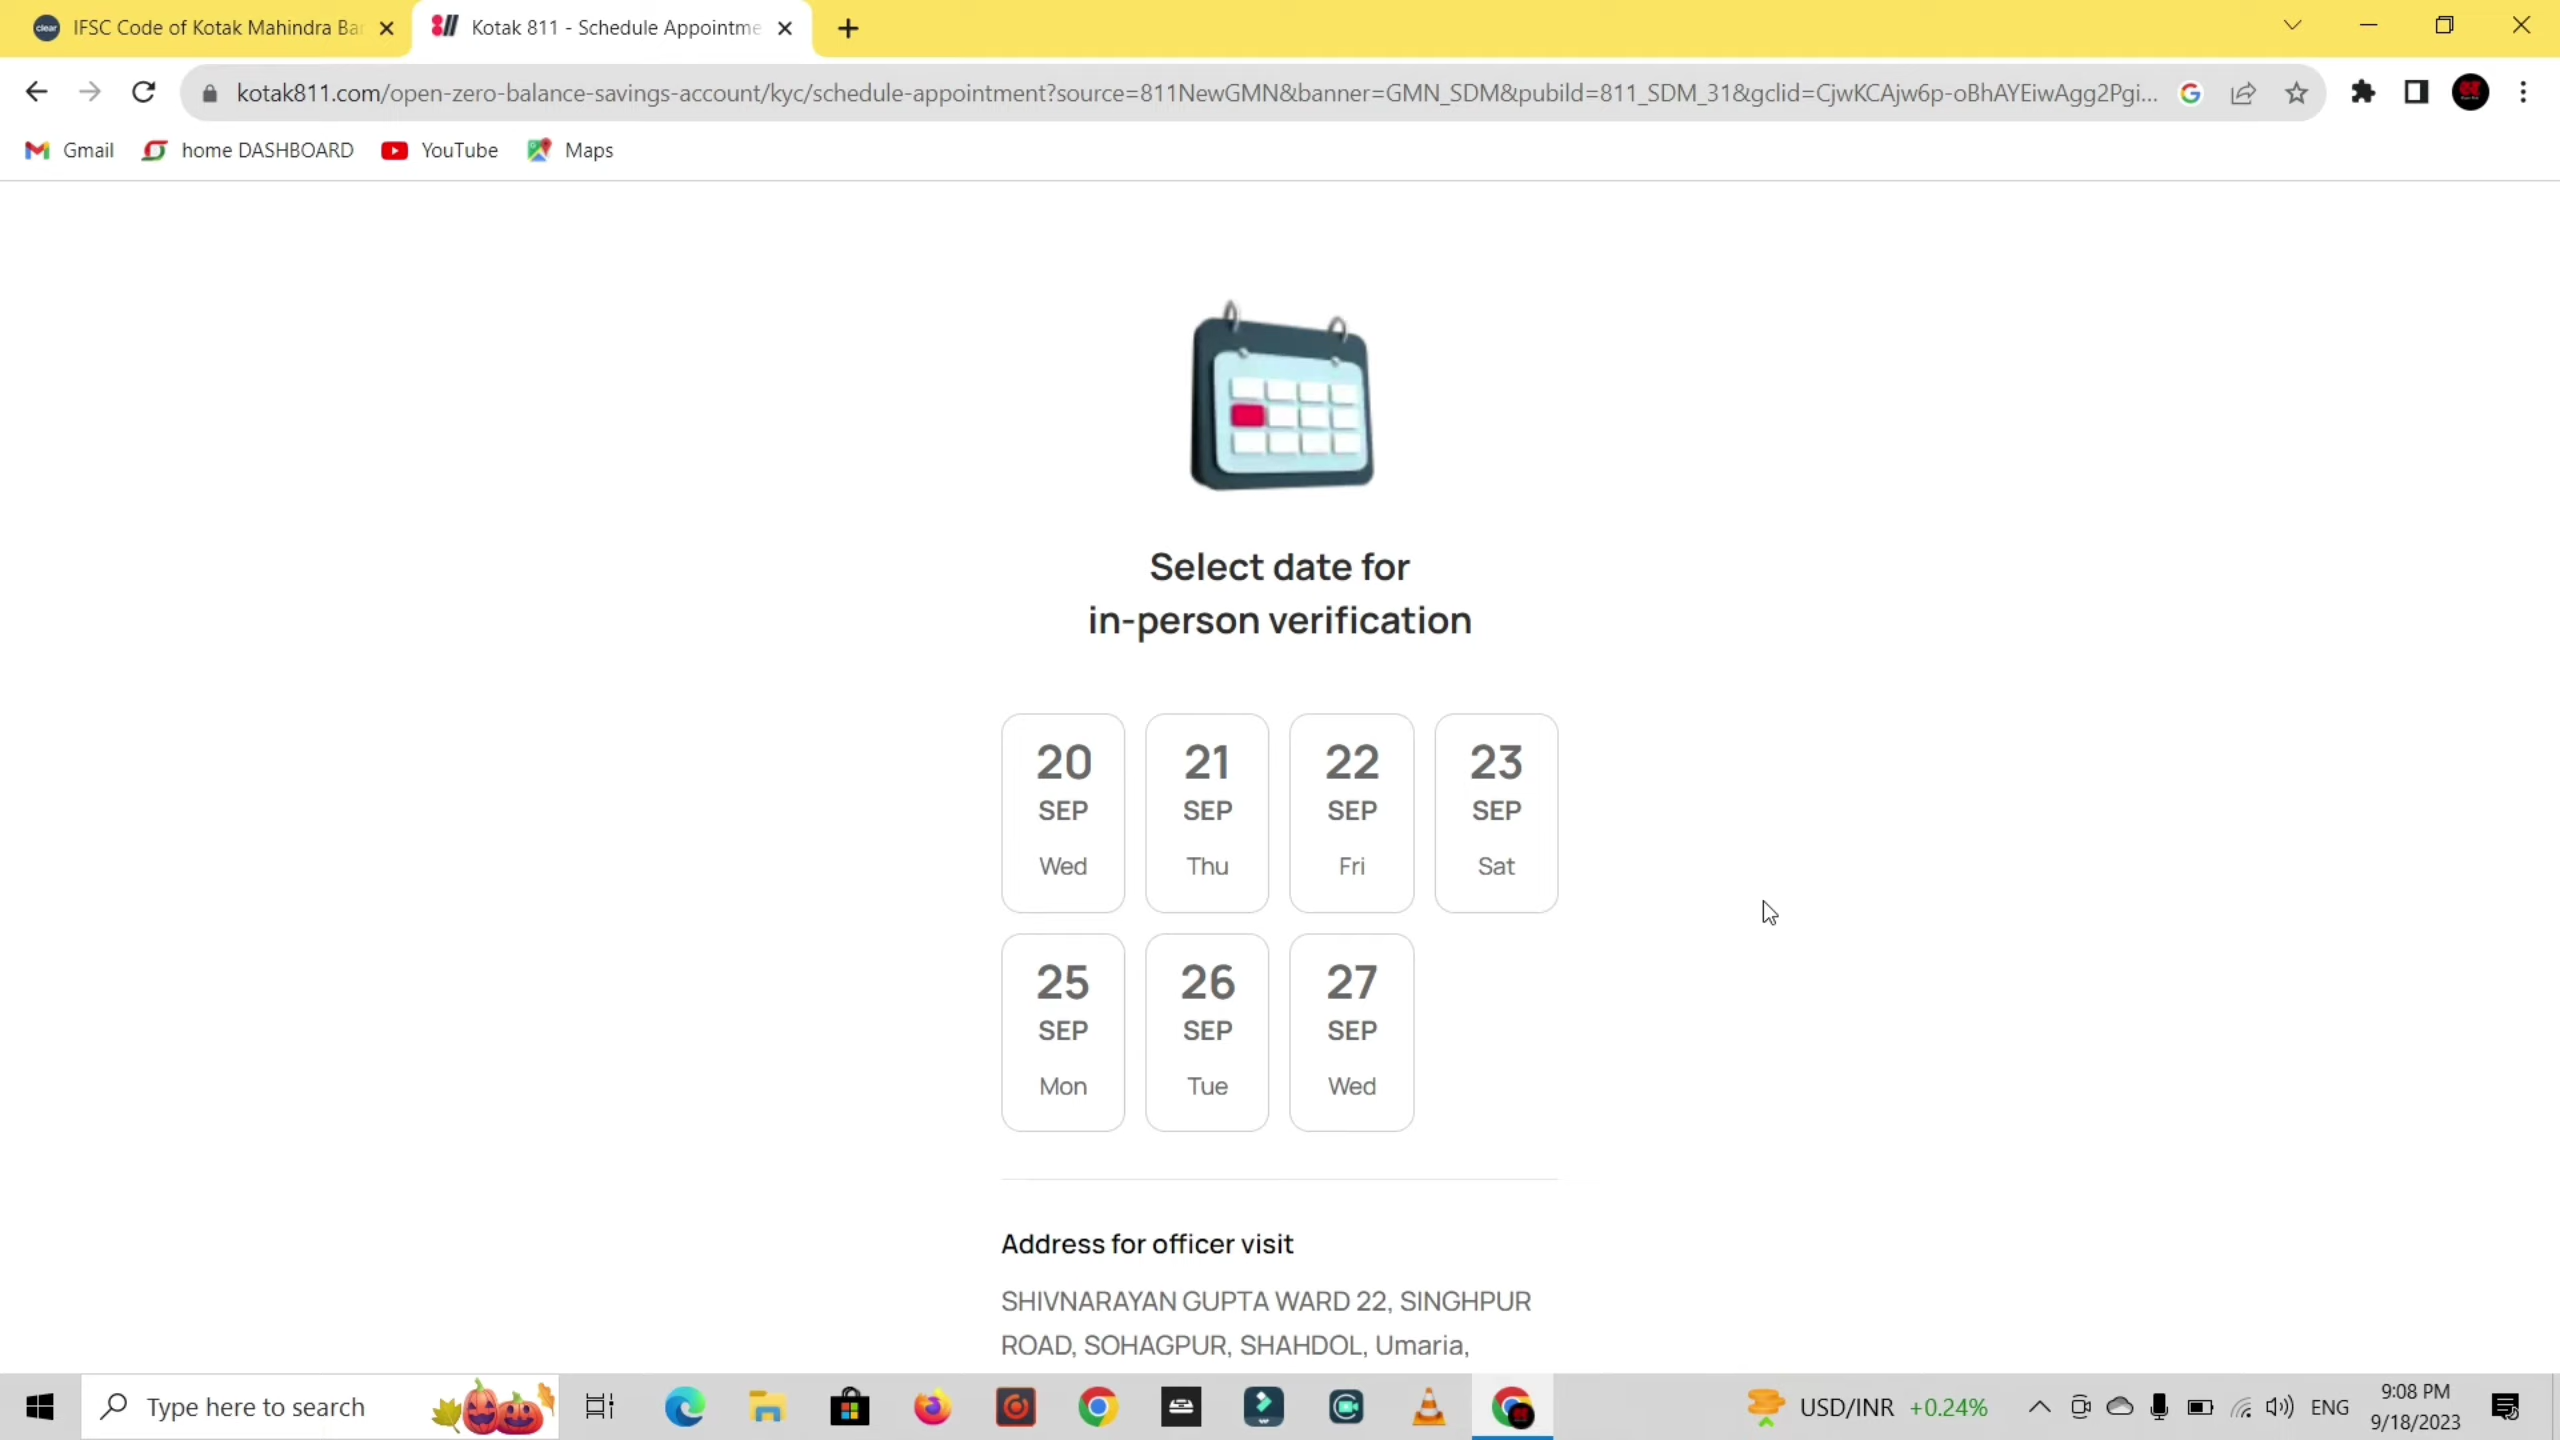 IFSC Code of Kotak Mahindra Ba
Kotak 811 - Schedule Appointme
kotak811.com/open-zero-balance-savings-account/kyc/schedule-appointment?source=811NewGMN&banner=GMN_SDM&pubild=811_SDM_31&gclid=CjwKCAjw6p-oBhAYEiwAgg2Pgi...
Gmail
home DASHBOARD
YouTube
Maps
Select date for
in-person verification
20 21 22 23
SEP SEP SEP SEP
Wed Thu Fri Sat
25 26 27
SEP SEP SEP
Mon Tue Wed
Address for officer visit
SHIVNARAYAN GUPTA WARD 22, SINGHPUR
ROAD, SOHAGPUR, SHAHDOL, Umaria,
Type here to search
USD/INR +0.24%
ENG
9:08 PM
9/18/2023